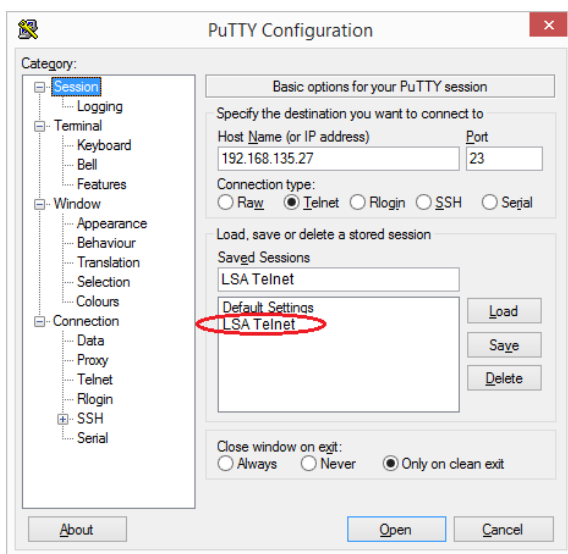 PuTTY Configuration
Category:
Session
Logging
Terminal
Keyboard
Bell
Features
Window
Appearance
Behaviour
Translation
Selection
Colours
Connection
Data
Proxy
Telnet
Rlogin
SSH
Serial
Basic options for your PuTTY session
Specify the destination you want to connect to
Host Name (or IP address) Port
192.168.135.27 23
Connection type:
Raw Telnet Rlogin SSH Serial
Load, save or delete a stored session
Saved Sessions
LSA Telnet
Default Settings
LSA Telnet
Load
Save
Delete
Close window on exit:
Always Never Only on clean exit
About Open Cancel